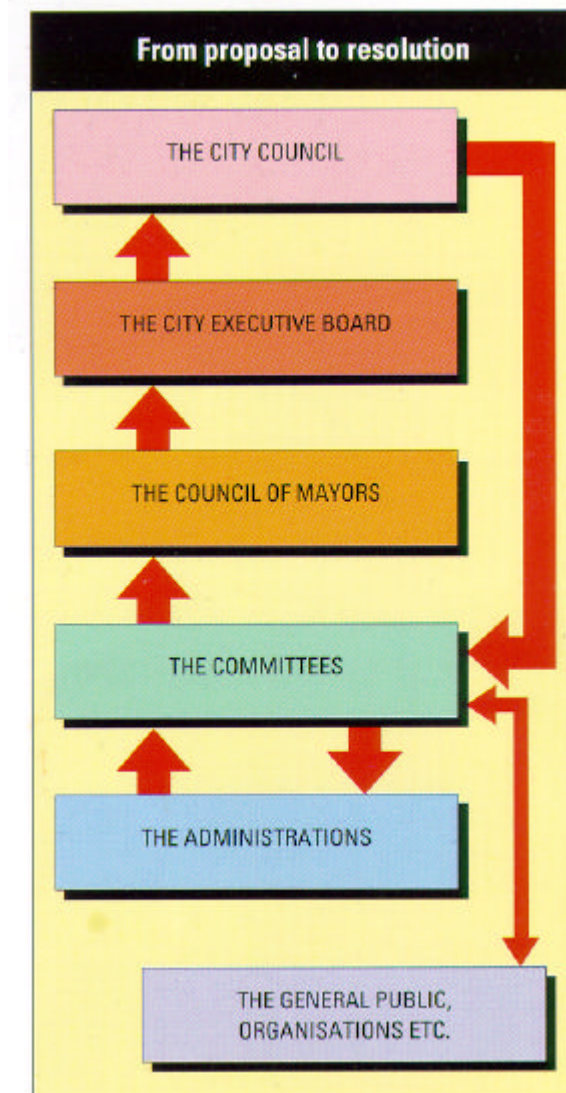 From proposal to resolution
THE CITY COUNCIL
THE CITY EXECUTIVE BOARD
THE COUNCIL OF MAYORS
THE COMMITTEES
THE ADMINISTRATIONS
THE GENERAL PUBLIC,
ORGANISATIONS ETC.